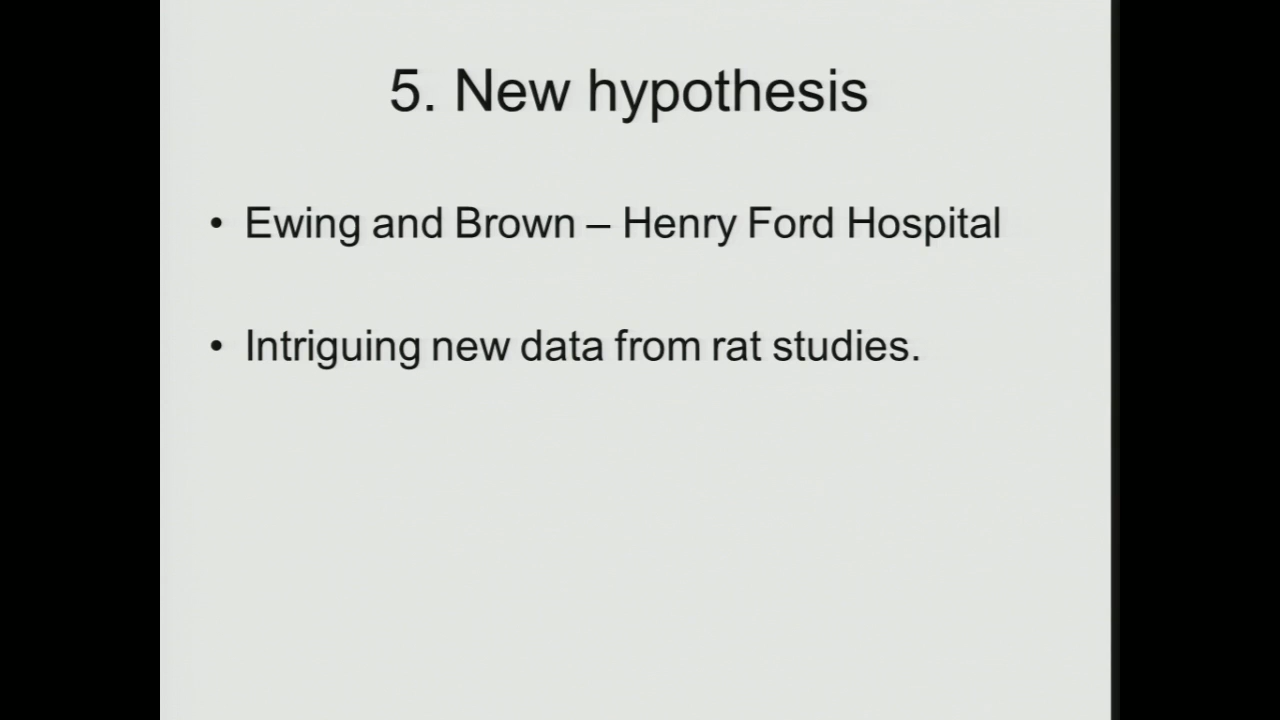 5. New hypothesis
• Ewing and Brown – Henry Ford Hospital
• Intriguing new data from rat studies.